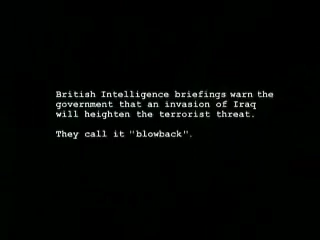 British Intelligence briefings warn the
government that an invasion of Iraq
will heighten the terrorist threat.
They call it "blowback".